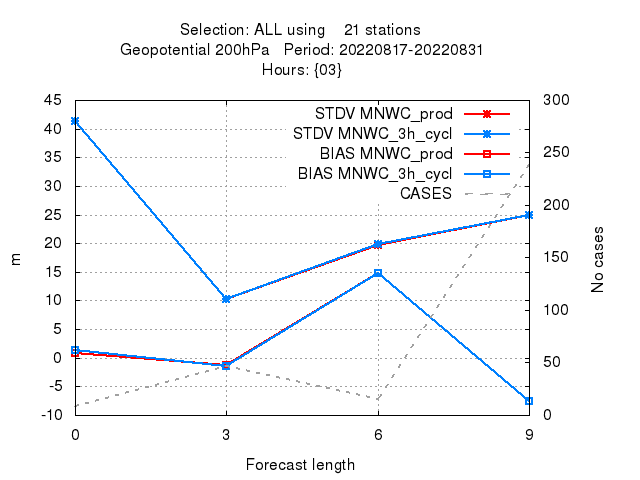 Selection: ALL using    21 stations
Geopotential 200hPa   Period: 20220817-20220831
Hours: {03}
45
40
35
30
25
20
15
10
5
0
-5
-10
m
STDV MNWC_prod
STDV MNWC_3h_cycl
BIAS MNWC_prod
BIAS MNWC_3h_cycl
CASES
300
250
200
150
100
50
0
No cases
0 3 6 9
Forecast length